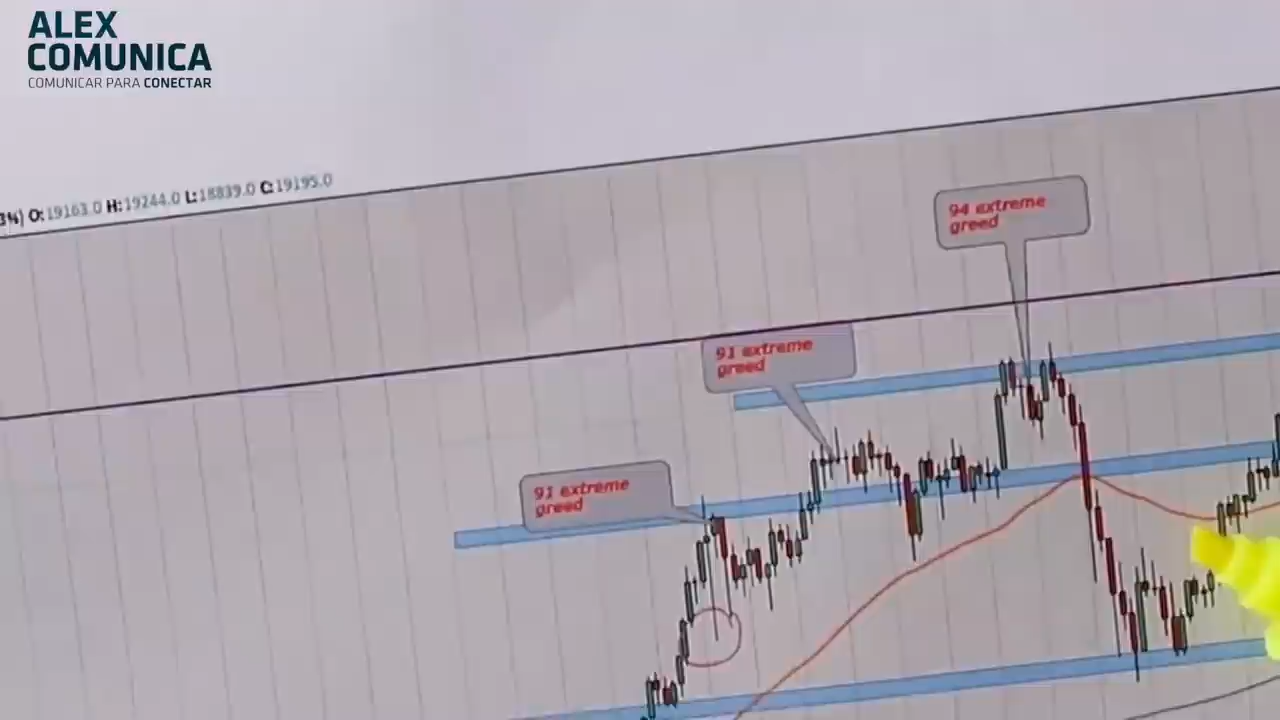 ALEX
COMUNICA
COMUNICAR PARA CONECTAR
3%) O:19163.0 H:19244.0 L:18839.0 C:19195.0
94 extreme
greed
91 extreme
greed
91 extreme
greed